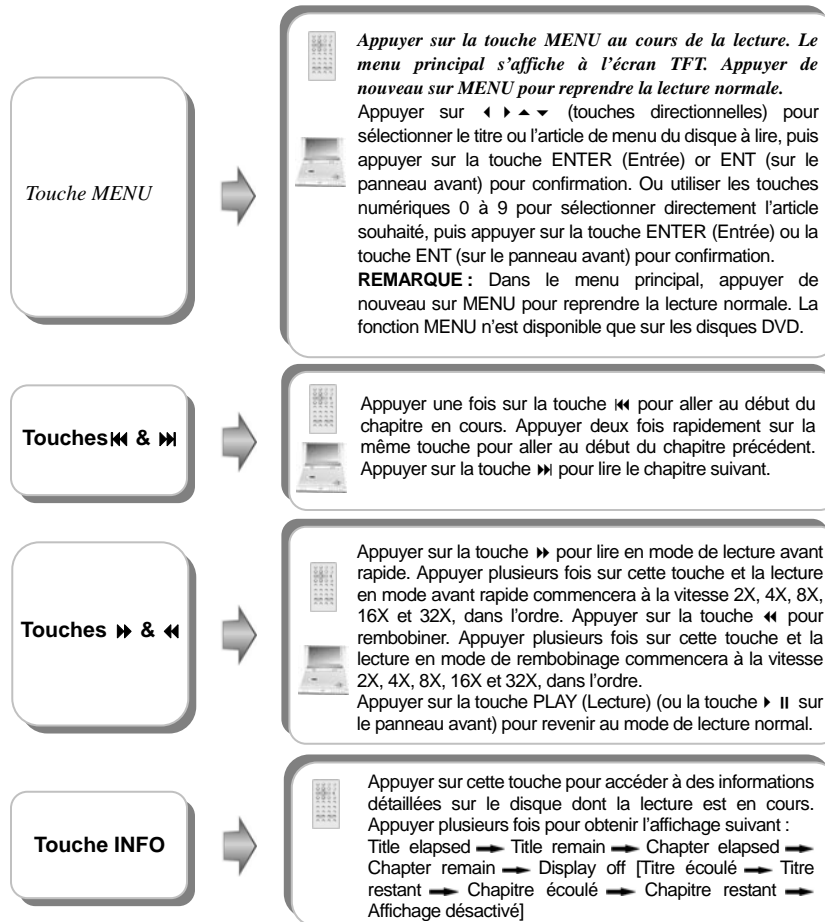 Appuyer sur la touche MENU au cours de la lecture. Le
menu principal s’affiche à l’écran TFT. Appuyer de
nouveau sur MENU pour reprendre la lecture normale.
Appuyer sur ◀ ▶ ▲ ▼ (touches directionnelles) pour
sélectionner le titre ou l’article de menu du disque à lire, puis
appuyer sur la touche ENTER (Entrée) or ENT (sur le
panneau avant) pour confirmation. Ou utiliser les touches
numériques 0 à 9 pour sélectionner directement l’article
souhaité, puis appuyer sur la touche ENTER (Entrée) ou la
touche ENT (sur le panneau avant) pour confirmation.
REMARQUE : Dans le menu principal, appuyer de
nouveau sur MENU pour reprendre la lecture normale. La
fonction MENU n’est disponible que sur les disques DVD.
Touche MENU
Touches ⏮ & ⏭
Appuyer une fois sur la touche ⏮ pour aller au début du
chapitre en cours. Appuyer deux fois rapidement sur la
même touche pour aller au début du chapitre précédent.
Appuyer sur la touche ⏭ pour lire le chapitre suivant.
Touches ⏩ & ⏪
Appuyer sur la touche ⏩ pour lire en mode de lecture avant
rapide. Appuyer plusieurs fois sur cette touche et la lecture
en mode avant rapide commencera à la vitesse 2X, 4X, 8X,
16X et 32X, dans l’ordre. Appuyer sur la touche ⏪ pour
rembobiner. Appuyer plusieurs fois sur cette touche et la
lecture en mode de rembobinage commencera à la vitesse
2X, 4X, 8X, 16X et 32X, dans l’ordre.
Appuyer sur la touche PLAY (Lecture) (ou la touche ▶ ⏸ sur
le panneau avant) pour revenir au mode de lecture normal.
Touche INFO
Appuyer sur cette touche pour accéder à des informations
détaillées sur le disque dont la lecture est en cours.
Appuyer plusieurs fois pour obtenir l’affichage suivant :
Title elapsed ➞ Title remain ➞ Chapter elapsed ➞
Chapter remain ➞ Display off [Titre écoulé ➞ Titre
restant ➞ Chapitre écoulé ➞ Chapitre restant ➞
Affichage désactivé]